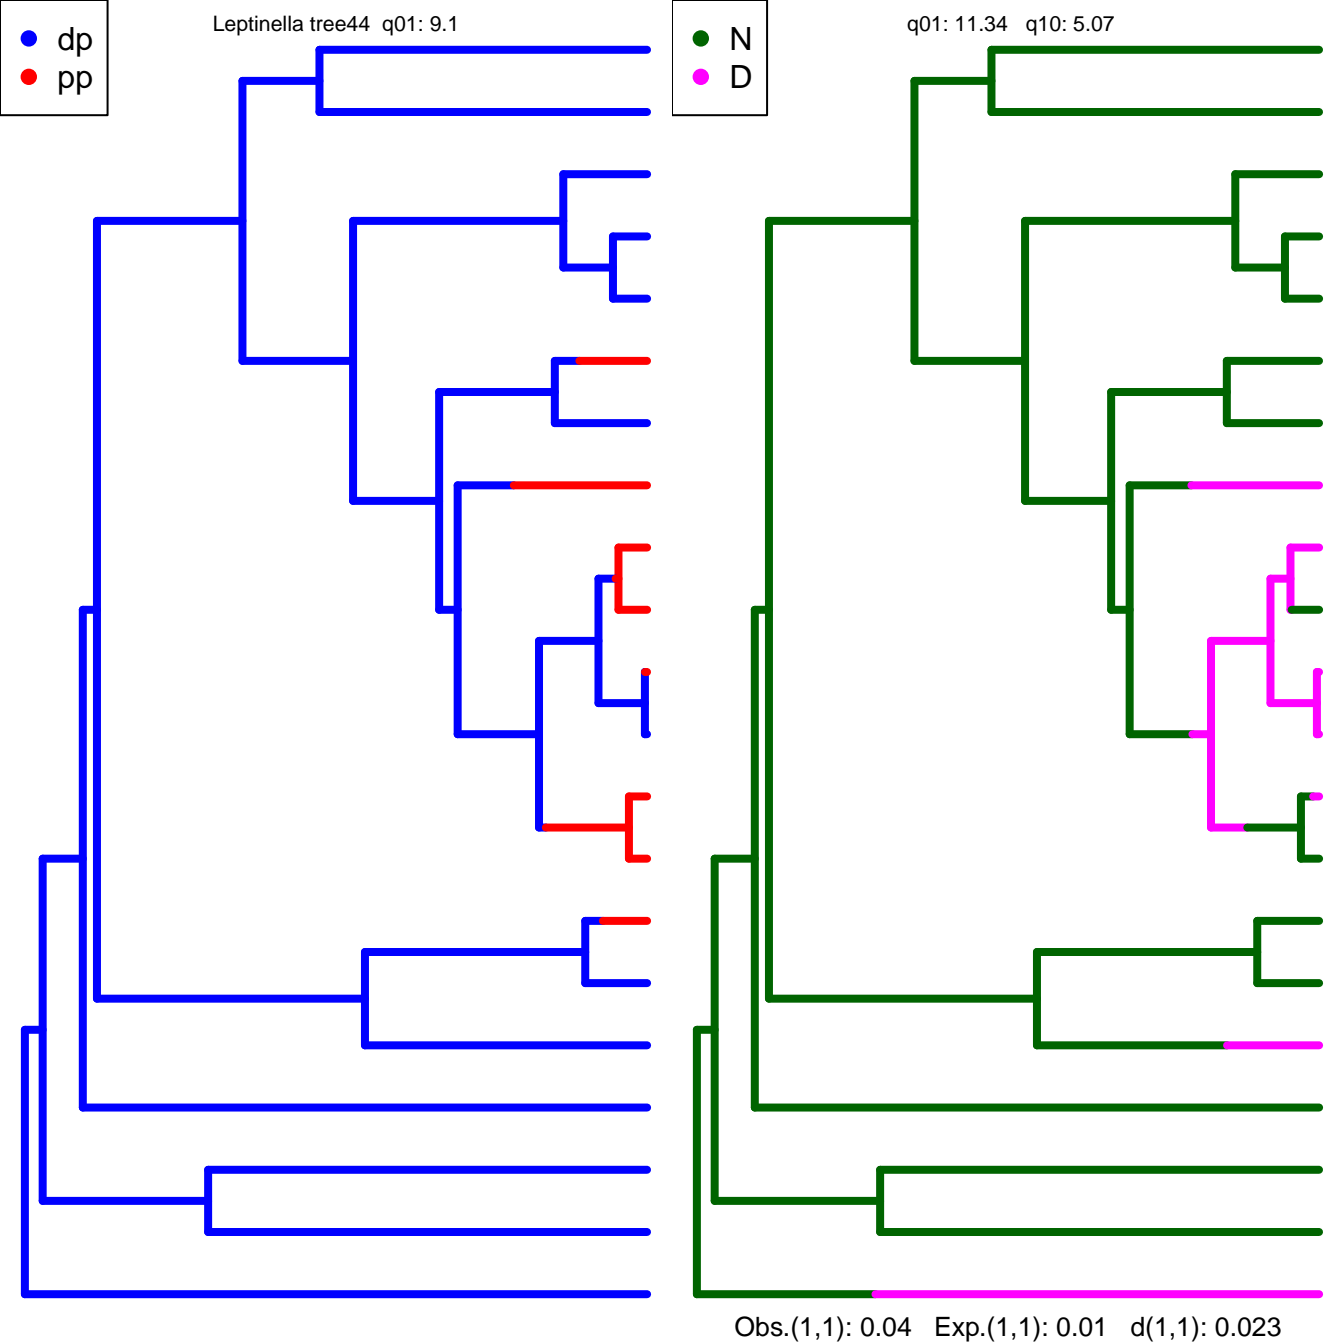 Leptinella tree44  q01: 9.1
dp
pp
q01: 11.34   q10: 5.07
N
D
Obs.(1,1): 0.04   Exp.(1,1): 0.01   d(1,1): 0.023